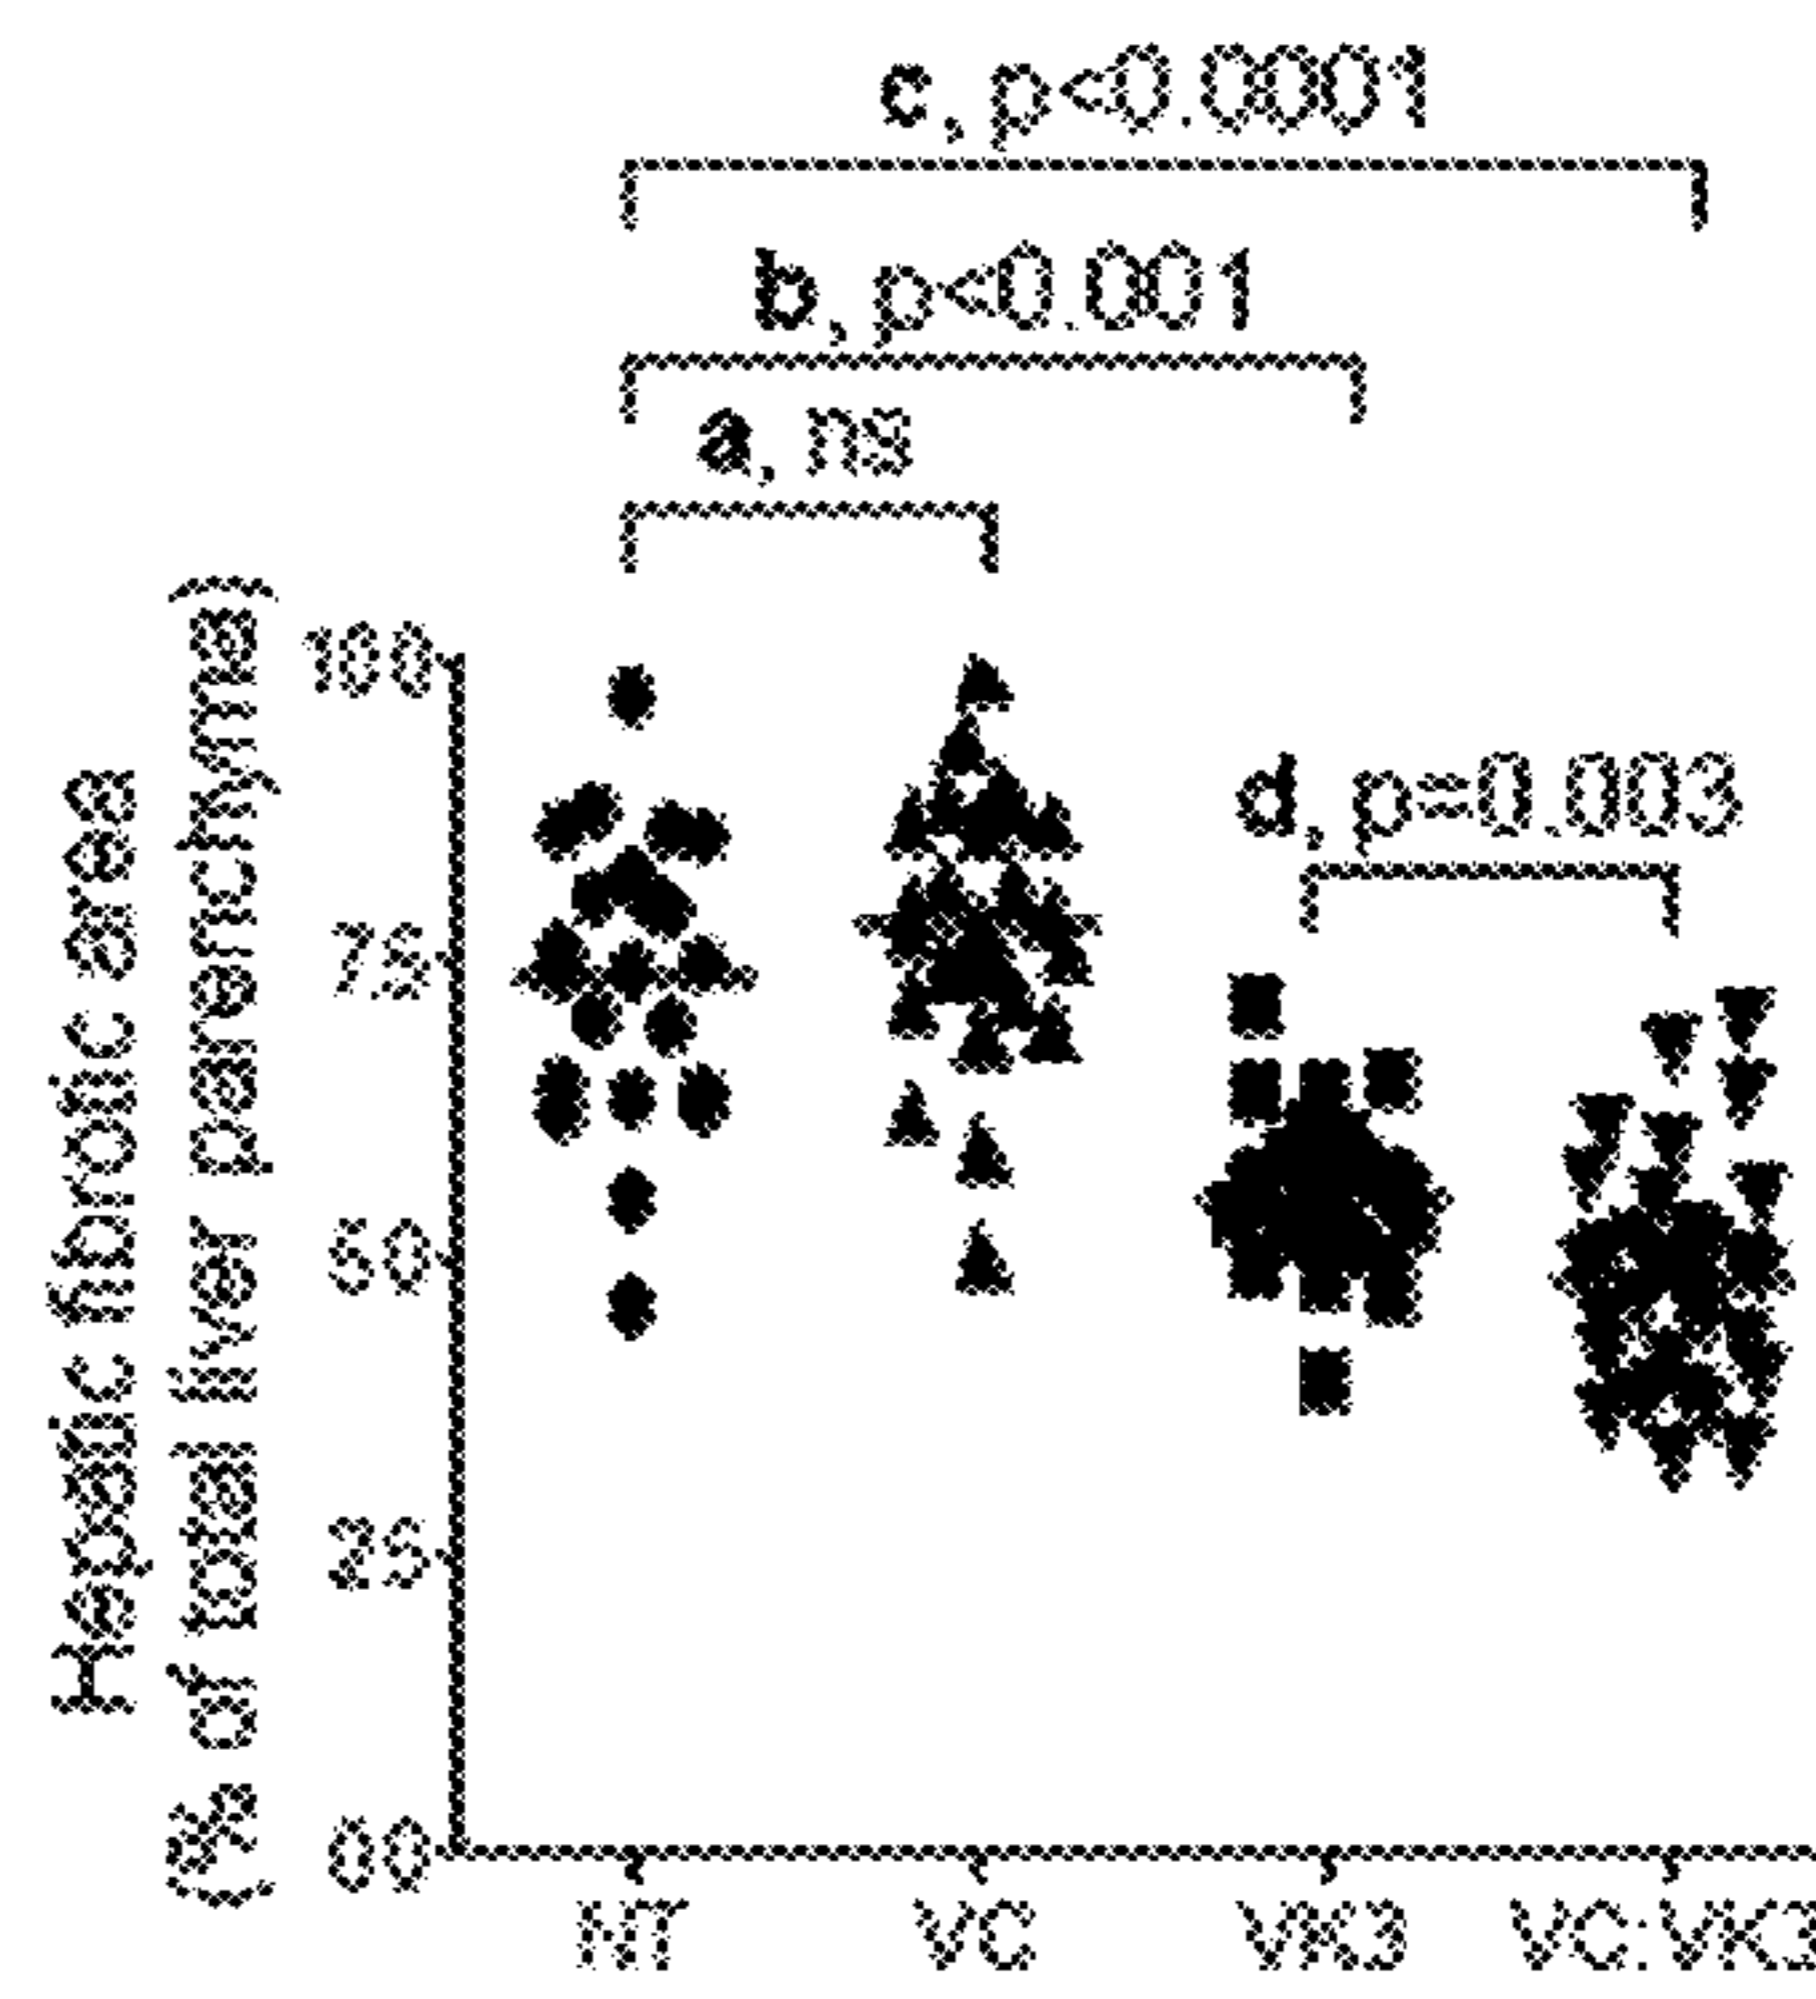 c, p<0.0001
b, p<0.001
a, ns
d, p=0.003
Hepatic fibrotic area
(% of total liver parenchyma)
100
75
50
25
00
NT
VC
VK3
VC:VK3